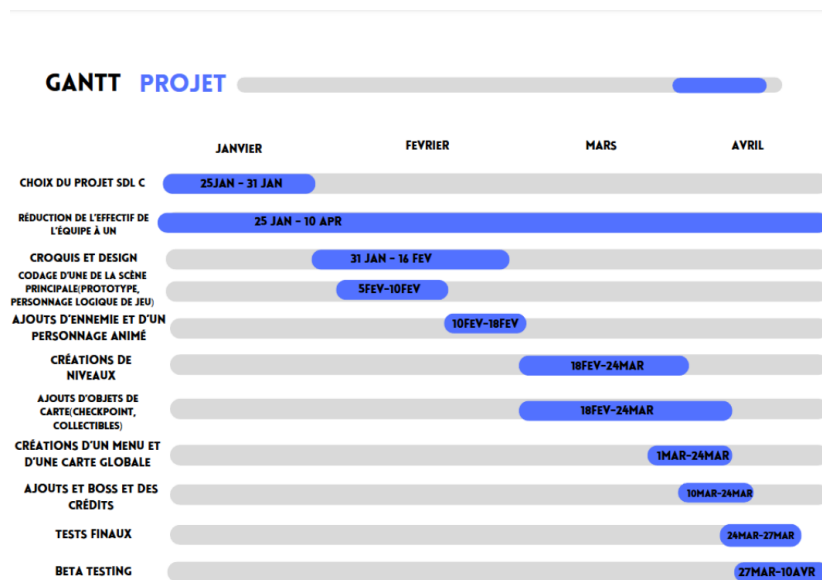 GANTT PROJET
JANVIER FEVRIER MARS AVRIL
CHOIX DU PROJET SDL C
25JAN - 31 JAN
RÉDUCTION DE L'EFFECTIF DE
L'ÉQUIPE À UN
25 JAN - 10 APR
CROQUIS ET DESIGN
31 JAN - 16 FEV
CODAGE D'UNE DE LA SCÈNE
PRINCIPALE(PROTOTYPE,
PERSONNAGE LOGIQUE DE JEU)
5FEV-10FEV
AJOUTS D'ENNEMIE ET D'UN
PERSONNAGE ANIMÉ
10FEV-18FEV
CRÉATIONS DE
NIVEAUX
18FEV-24MAR
AJOUTS D'OBJETS DE
CARTE(CHECKPOINT,
COLLECTIBLES)
18FEV-24MAR
CRÉATIONS D'UN MENU ET
D'UNE CARTE GLOBALE
1MAR-24MAR
AJOUTS ET BOSS ET DES
CRÉDITS
10MAR-24MAR
TESTS FINAUX
24MAR-27MAR
BETA TESTING
27MAR-10AVR